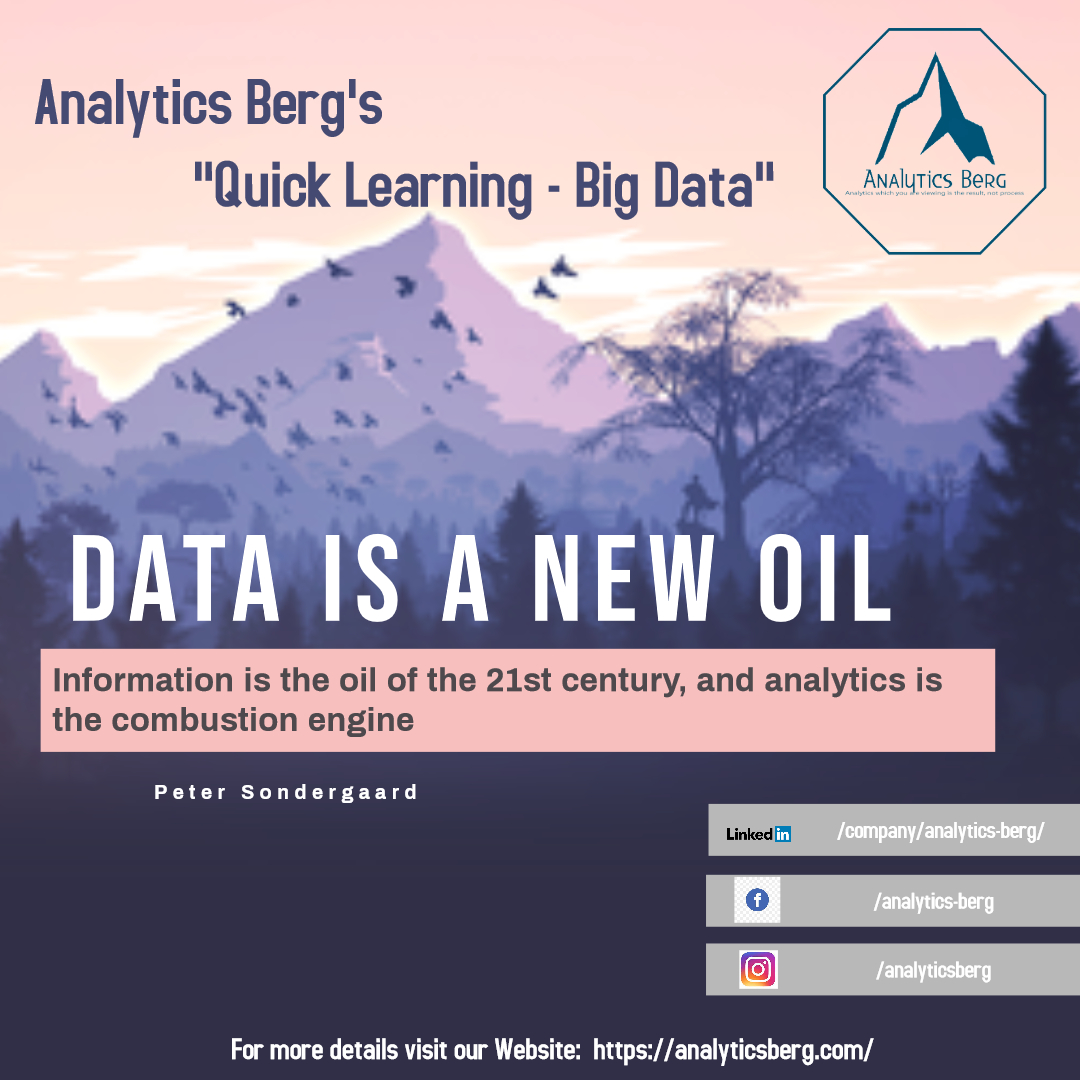 Analytics Berg's
"Quick Learning - Big Data"
Analytics Berg
Analytics which you are viewing is the result, not process
DATA IS A NEW OIL
Information is the oil of the 21st century, and analytics is
the combustion engine
Peter Sondergaard
Linked in /company/analytics-berg/
f /analytics-berg
/analyticsberg
For more details visit our Website: https://analyticsberg.com/